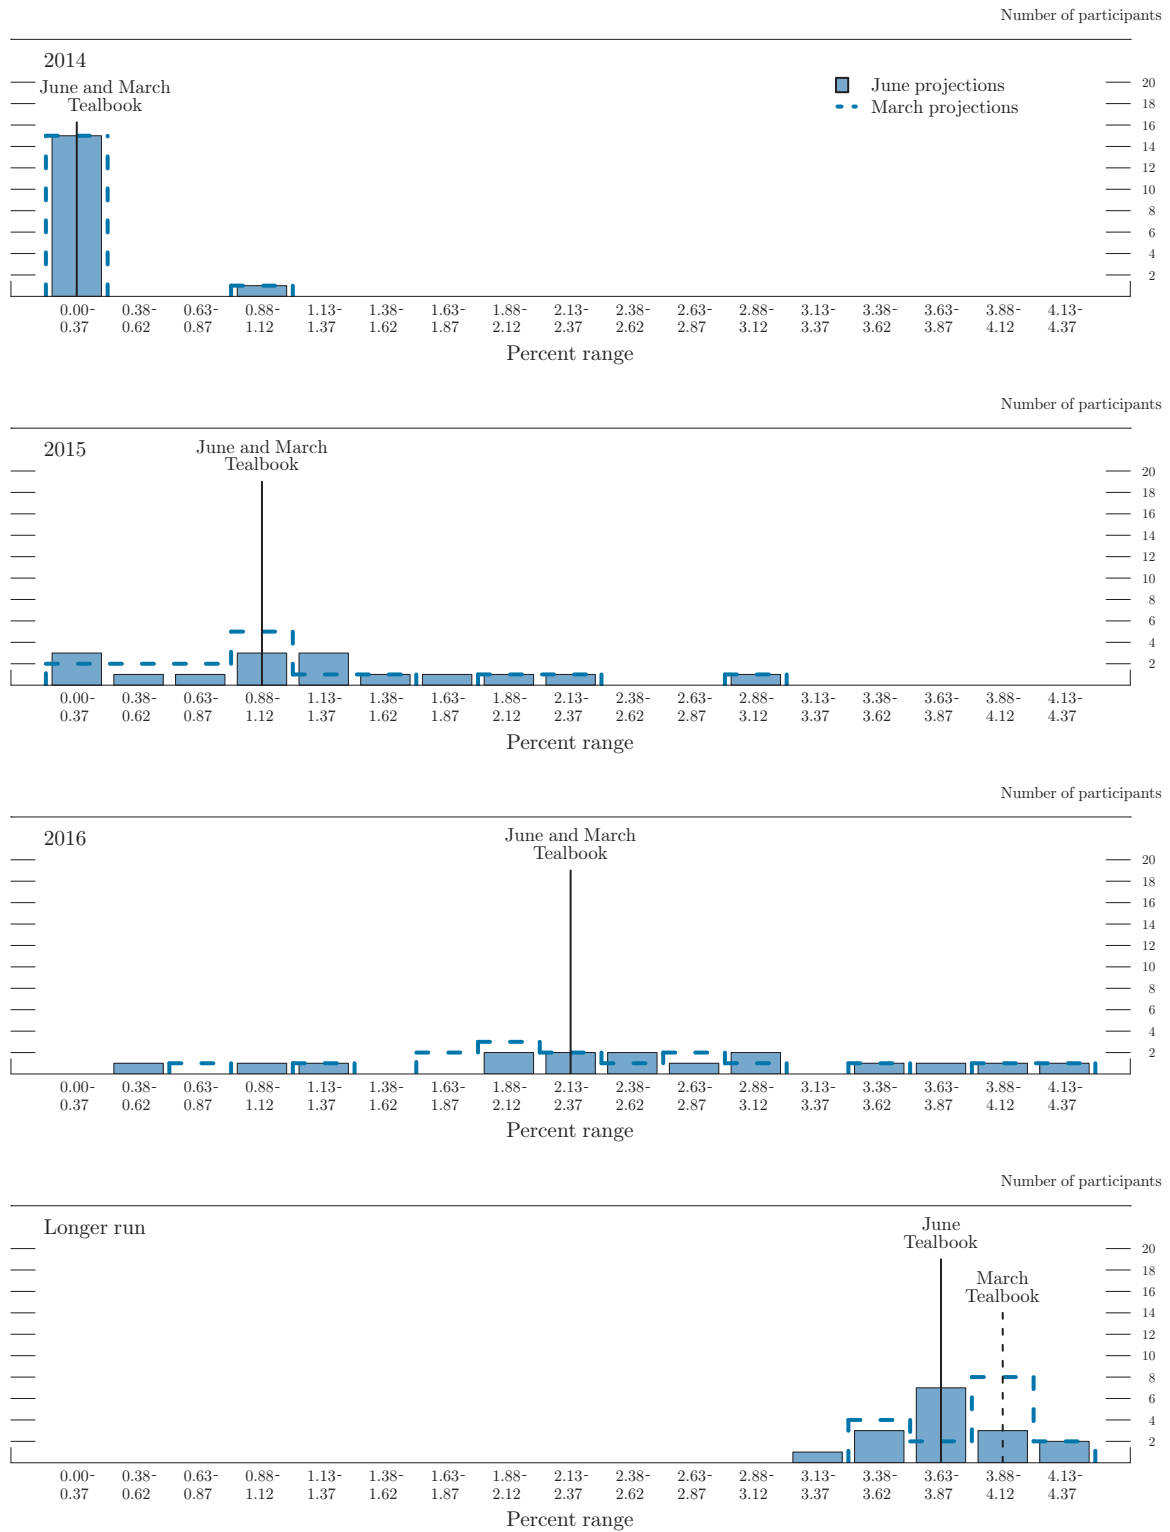 Number of participants
2014
June and March
Tealbook
June projections
March projections
20
18
16
14
12
10
8
6
4
2
0.00- 0.38- 0.63- 0.88- 1.13- 1.38- 1.63- 1.88- 2.13- 2.38- 2.63- 2.88- 3.13- 3.38- 3.63- 3.88- 4.13-
0.37 0.62 0.87 1.12 1.37 1.62 1.87 2.12 2.37 2.62 2.87 3.12 3.37 3.62 3.87 4.12 4.37
Percent range
Number of participants
2015
June and March
Tealbook
20
18
16
14
12
10
8
6
4
2
0.00- 0.38- 0.63- 0.88- 1.13- 1.38- 1.63- 1.88- 2.13- 2.38- 2.63- 2.88- 3.13- 3.38- 3.63- 3.88- 4.13-
0.37 0.62 0.87 1.12 1.37 1.62 1.87 2.12 2.37 2.62 2.87 3.12 3.37 3.62 3.87 4.12 4.37
Percent range
Number of participants
2016
June and March
Tealbook
20
18
16
14
12
10
8
6
4
2
0.00- 0.38- 0.63- 0.88- 1.13- 1.38- 1.63- 1.88- 2.13- 2.38- 2.63- 2.88- 3.13- 3.38- 3.63- 3.88- 4.13-
0.37 0.62 0.87 1.12 1.37 1.62 1.87 2.12 2.37 2.62 2.87 3.12 3.37 3.62 3.87 4.12 4.37
Percent range
Number of participants
Longer run
June
Tealbook
March
Tealbook
20
18
16
14
12
10
8
6
4
2
0.00- 0.38- 0.63- 0.88- 1.13- 1.38- 1.63- 1.88- 2.13- 2.38- 2.63- 2.88- 3.13- 3.38- 3.63- 3.88- 4.13-
0.37 0.62 0.87 1.12 1.37 1.62 1.87 2.12 2.37 2.62 2.87 3.12 3.37 3.62 3.87 4.12 4.37
Percent range